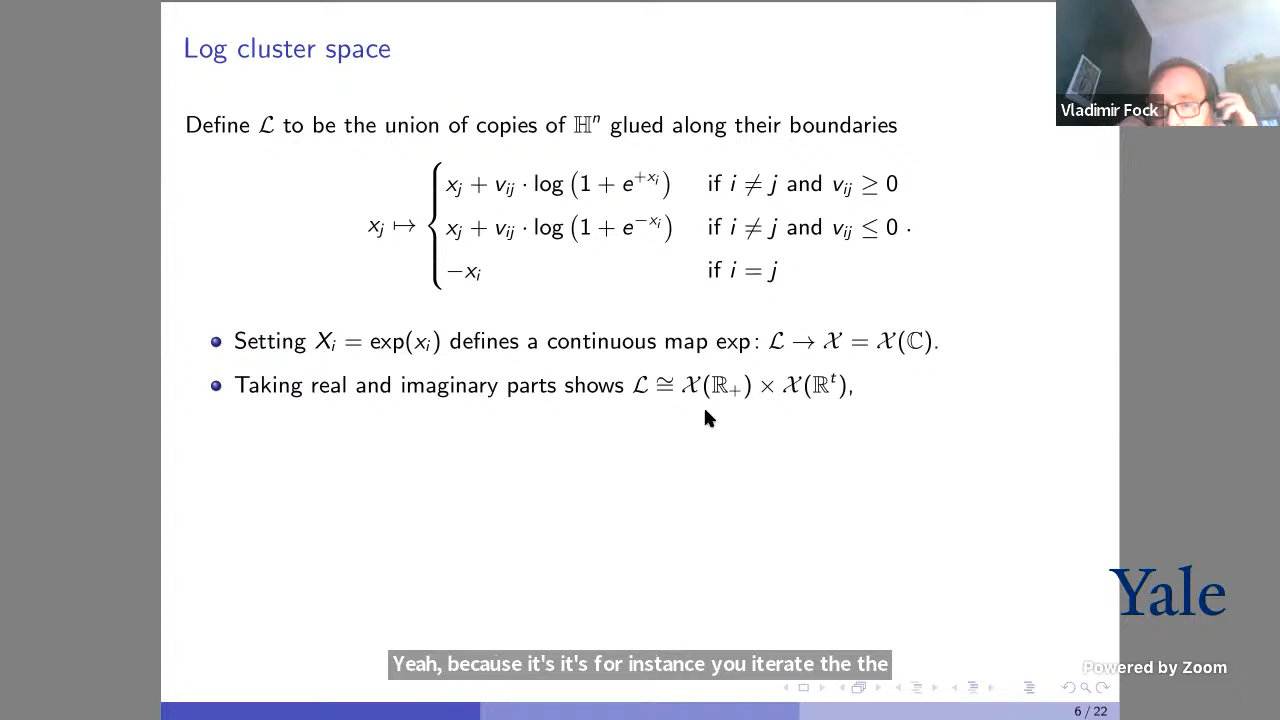 Log cluster space
Vladimir Fock
Define ℒ to be the union of copies of ℍⁿ glued along their boundaries
x_j ↦ { x_j + v_ij · log (1 + e^{+x_i}) if i ≠ j and v_ij ≥ 0
x_j + v_ij · log (1 + e^{−x_i}) if i ≠ j and v_ij ≤ 0 .
−x_i if i = j
Setting X_i = exp(x_i) defines a continuous map exp: ℒ → 𝒳 = 𝒳(ℂ).
Taking real and imaginary parts shows ℒ ≅ 𝒳(ℝ₊) × 𝒳(ℝᵗ),
Yale
Yeah, because it's it's for instance you iterate the the
Powered by Zoom
6 / 22